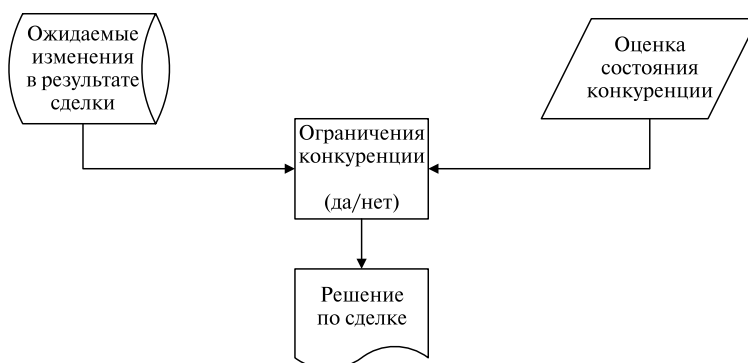 Ожидаемые
изменения
в результате
сделки
Оценка
состояния
конкуренции
Ограничения
конкуренции
(да/нет)
Решение
по сделке